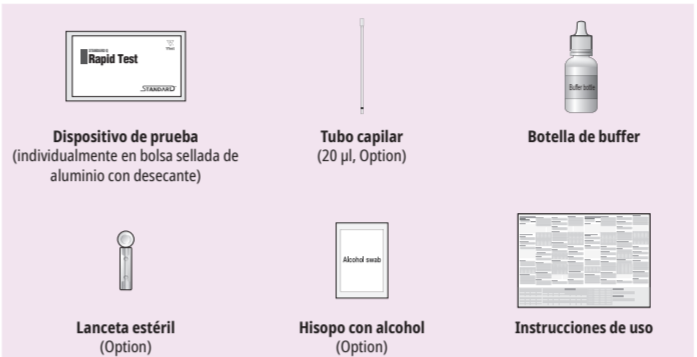 STANDARD Q
Rapid Test
STANDARD
Buffer bottle
Dispositivo de prueba
(individualmente en bolsa sellada de
aluminio con desecante)
Tubo capilar
(20 µl, Option)
Botella de buffer
Alcohol swab
Lanceta estéril
(Option)
Hisopo con alcohol
(Option)
Instrucciones de uso